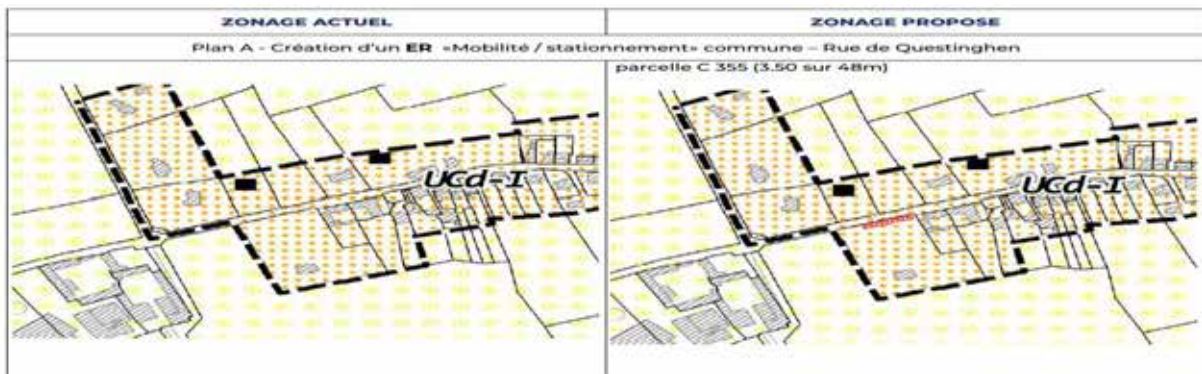 ZONAGE ACTUEL
ZONAGE PROPOSE
Plan A - Création d'un ER «Mobilité / stationnement» commune – Rue de Questinghen
parcelle C 355 (3.50 sur 48m)
UCd-I
UCd-I